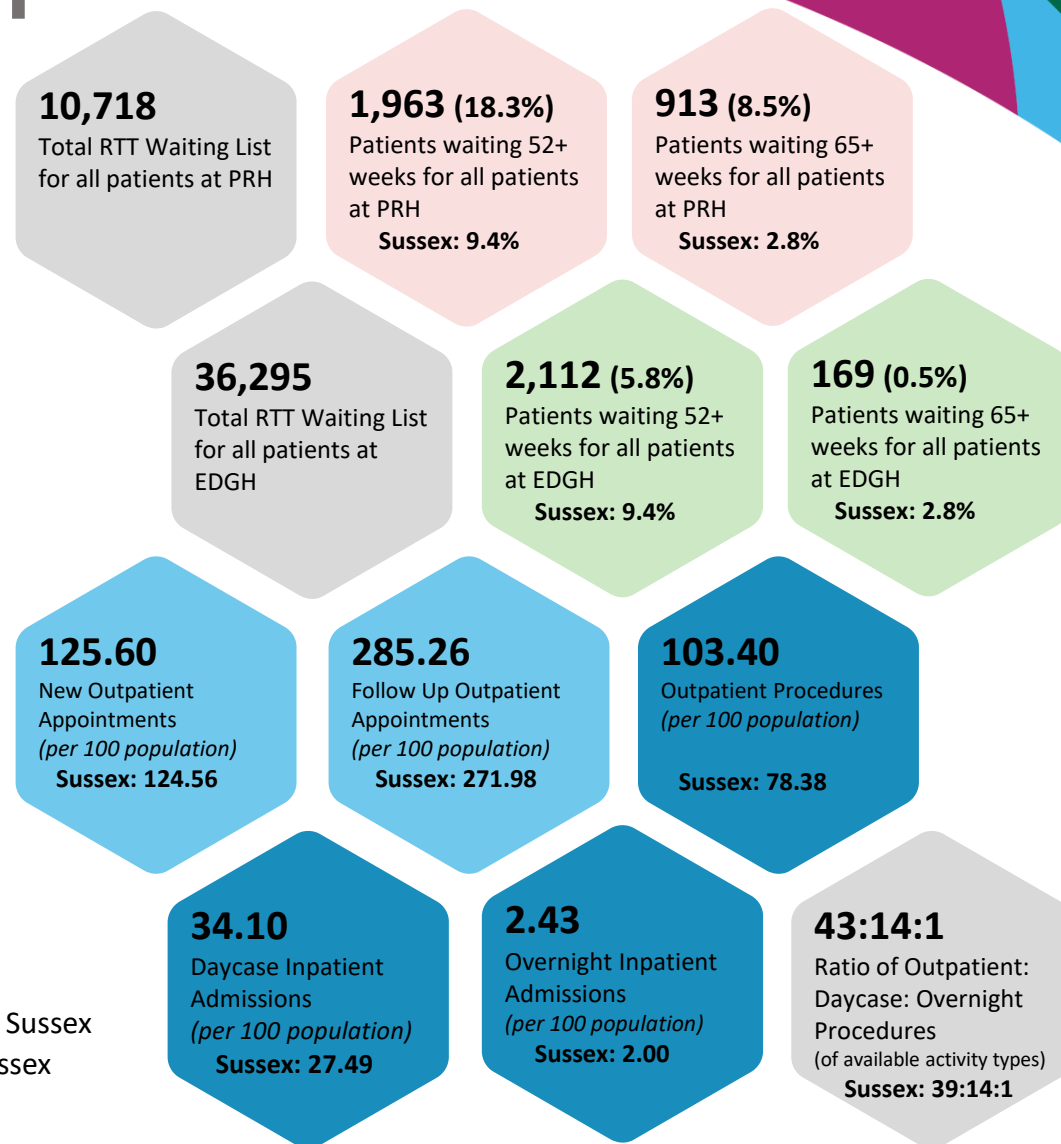 10,718
Total RTT Waiting List
for all patients at PRH
1,963 (18.3%)
Patients waiting 52+
weeks for all patients
at PRH
Sussex: 9.4%
913 (8.5%)
Patients waiting 65+
weeks for all patients
at PRH
Sussex: 2.8%
36,295
Total RTT Waiting List
for all patients at
EDGH
2,112 (5.8%)
Patients waiting 52+
weeks for all patients
at EDGH
Sussex: 9.4%
169 (0.5%)
Patients waiting 65+
weeks for all patients
at EDGH
Sussex: 2.8%
125.60
New Outpatient
Appointments
(per 100 population)
Sussex: 124.56
285.26
Follow Up Outpatient
Appointments
(per 100 population)
Sussex: 271.98
103.40
Outpatient Procedures
(per 100 population)
Sussex: 78.38
34.10
Daycase Inpatient
Admissions
(per 100 population)
Sussex: 27.49
2.43
Overnight Inpatient
Admissions
(per 100 population)
Sussex: 2.00
43:14:1
Ratio of Outpatient:
Daycase: Overnight
Procedures
(of available activity types)
Sussex: 39:14:1
Sussex
ssex